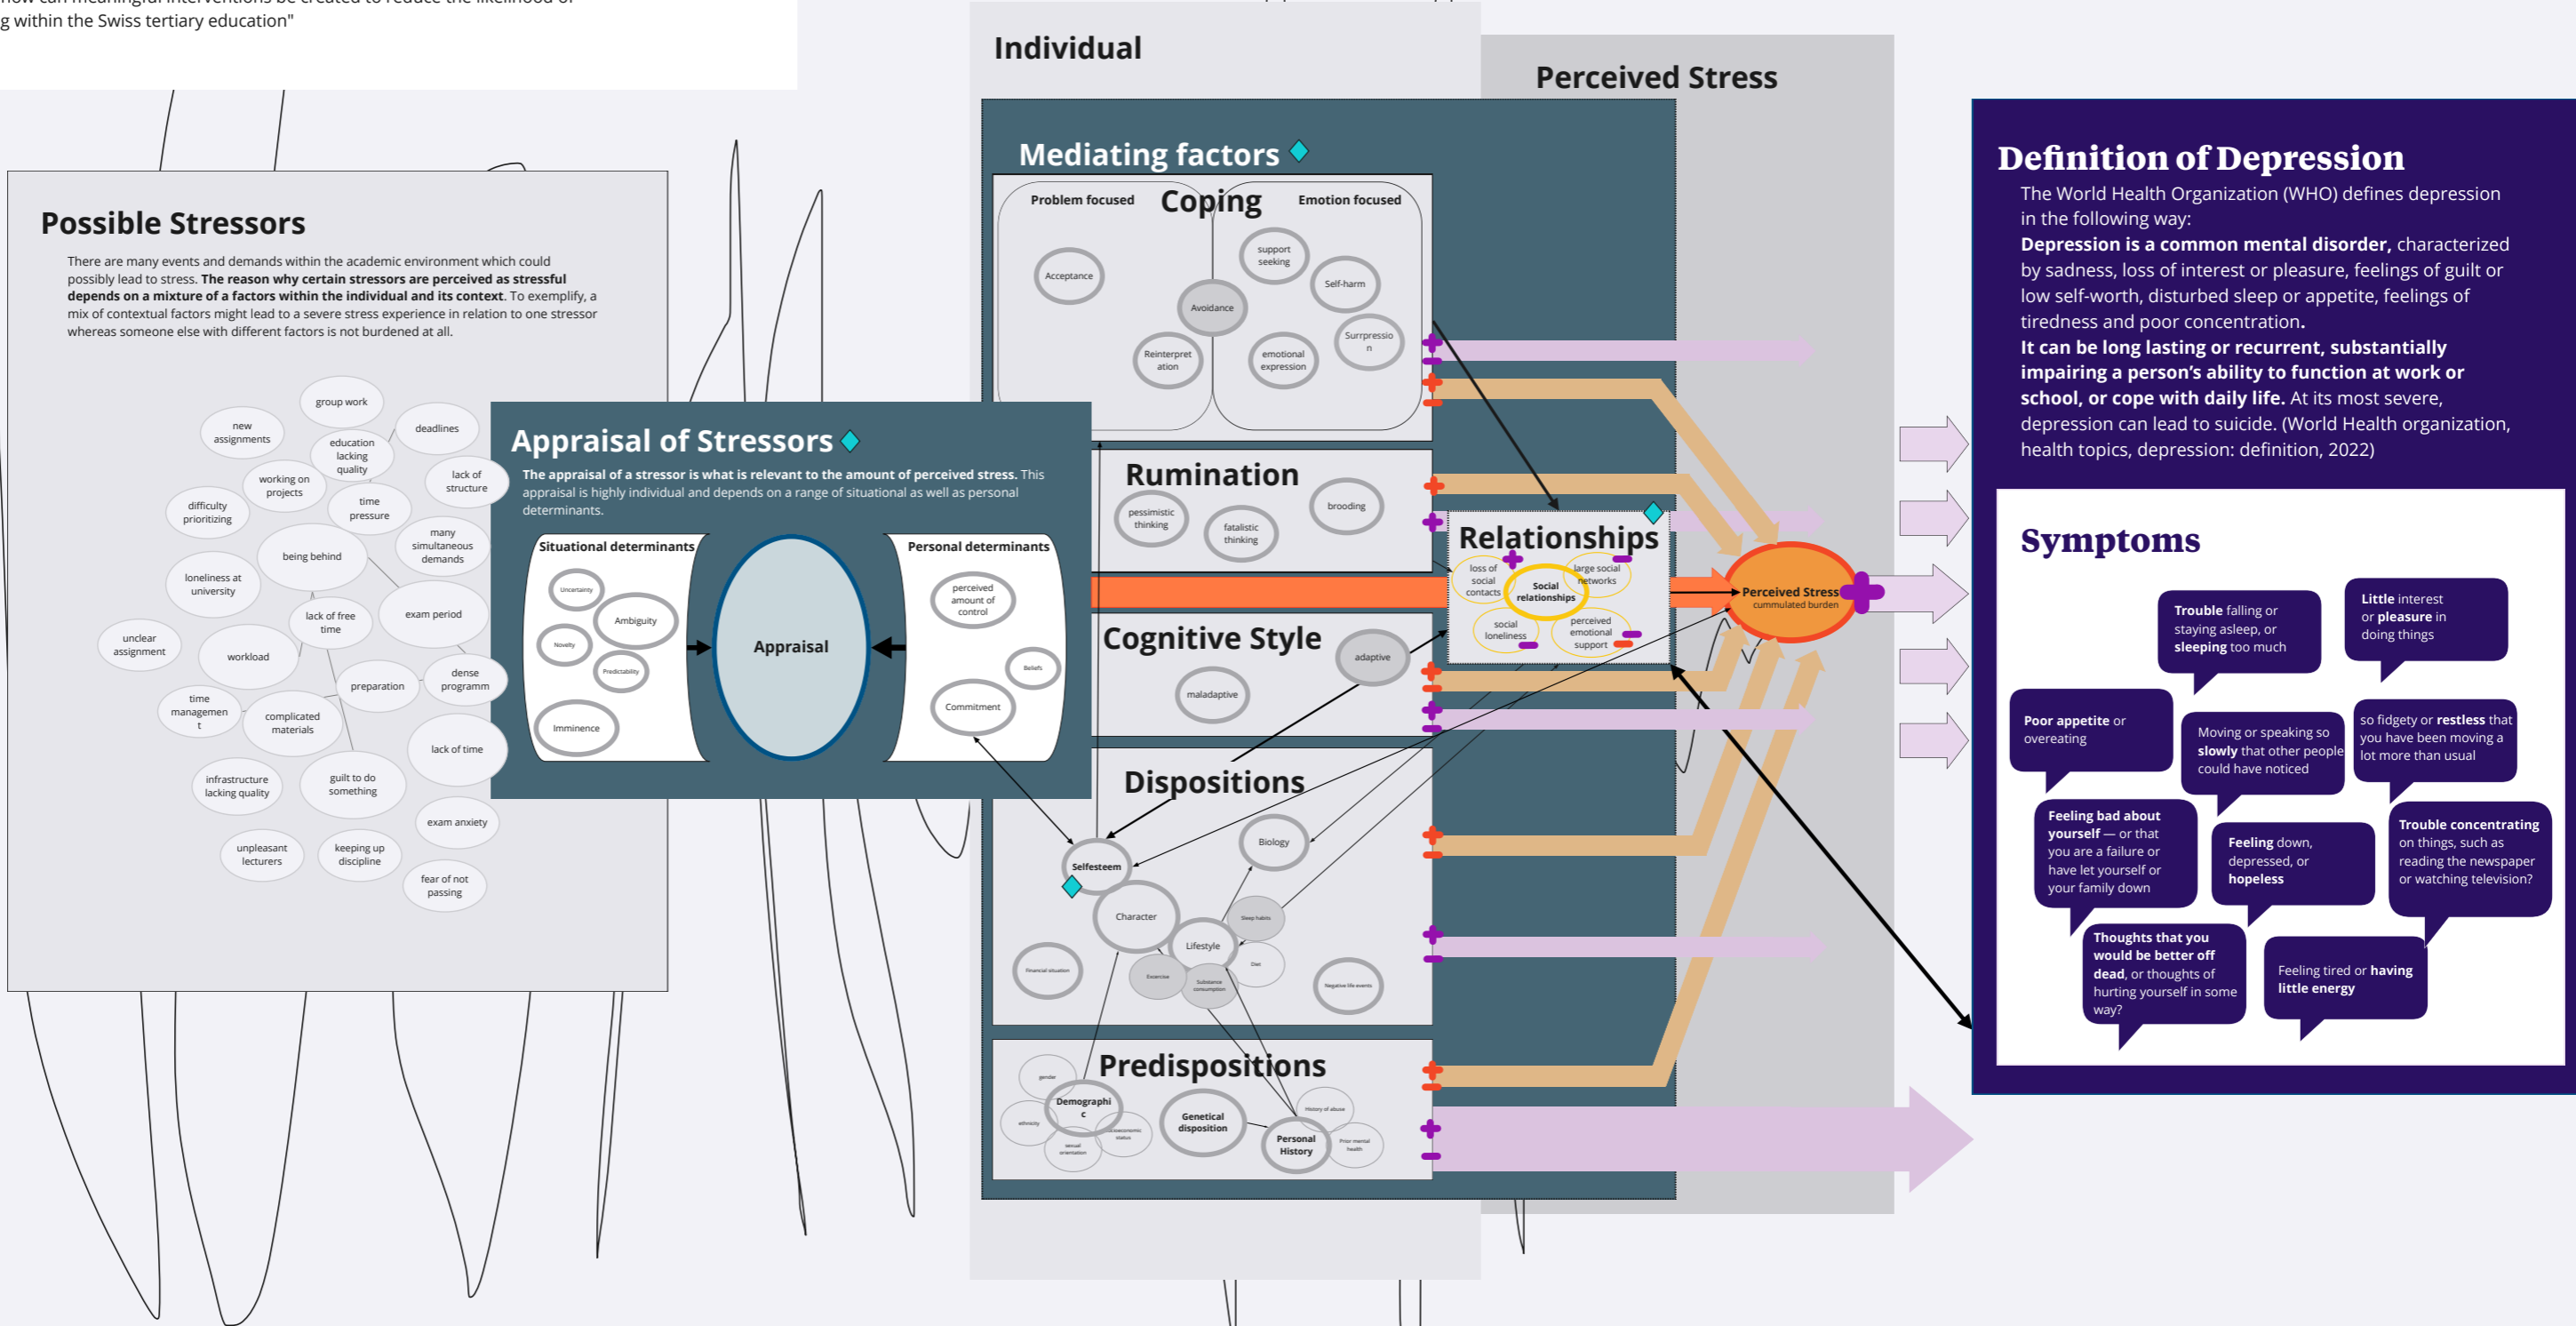 how can meaningful interventions be created to reduce the likelihood of
g within the Swiss tertiary education"
Possible Stressors
There are many events and demands within the academic environment which could
possibly lead to stress. The reason why certain stressors are perceived as stressful
depends on a mixture of a factors within the individual and its context. To exemplify, a
mix of contextual factors might lead to a severe stress experience in relation to one stressor
whereas someone else with different factors is not burdened at all.
group work
new
assignments
deadlines
education
lacking
quality
working on
projects
lack of
structure
difficulty
prioritizing
time
pressure
many
simultaneous
demands
being behind
loneliness at
university
lack of free
time
exam period
unclear
assignment
workload
preparation
dense
programm
time
managemen
t
complicated
materials
lack of time
infrastructure
lacking quality
guilt to do
something
exam anxiety
unpleasant
lecturers
keeping up
discipline
fear of not
passing
Appraisal of Stressors
The appraisal of a stressor is what is relevant to the amount of perceived stress. This
appraisal is highly individual and depends on a range of situational as well as personal
determinants.
Situational determinants
Uncertainty
Ambiguity
Novelty
Predictability
Imminence
Appraisal
Personal determinants
perceived
amount of
control
Beliefs
Commitment
Individual
Mediating factors
Coping
Problem focused
Emotion focused
Acceptance
support
seeking
Self-harm
Avoidance
Surrpressio
n
Reinterpret
ation
emotional
expression
Rumination
pessimistic
thinking
fatalistic
thinking
brooding
Cognitive Style
adaptive
maladaptive
Dispositions
Selfesteem
Biology
Character
Lifestyle
Sleep habits
Diet
Excercise
Substance
consumption
Financial situation
Negative life events
Predispositions
gender
Demographi
c
ethnicity
sexual
orientation
status
Genetical
disposition
History of abuse
Personal
History
Prior mental
health
Relationships
loss of
social
contacts
large social
networks
Social
relationships
social
loneliness
perceived
emotional
support
Perceived Stress
Perceived Stress
cummulated burden
Definition of Depression
The World Health Organization (WHO) defines depression
in the following way:
Depression is a common mental disorder, characterized
by sadness, loss of interest or pleasure, feelings of guilt or
low self-worth, disturbed sleep or appetite, feelings of
tiredness and poor concentration.
It can be long lasting or recurrent, substantially
impairing a person's ability to function at work or
school, or cope with daily life. At its most severe,
depression can lead to suicide. (World Health organization,
health topics, depression: definition, 2022)
Symptoms
Trouble falling or
staying asleep, or
sleeping too much
Little interest
or pleasure in
doing things
Poor appetite or
overeating
Moving or speaking so
slowly that other people
could have noticed
so fidgety or restless that
you have been moving a
lot more than usual
Feeling bad about
yourself — or that
you are a failure or
have let yourself or
your family down
Feeling down,
depressed, or
hopeless
Trouble concentrating
on things, such as
reading the newspaper
or watching television?
Thoughts that you
would be better off
dead, or thoughts of
hurting yourself in some
way?
Feeling tired or having
little energy